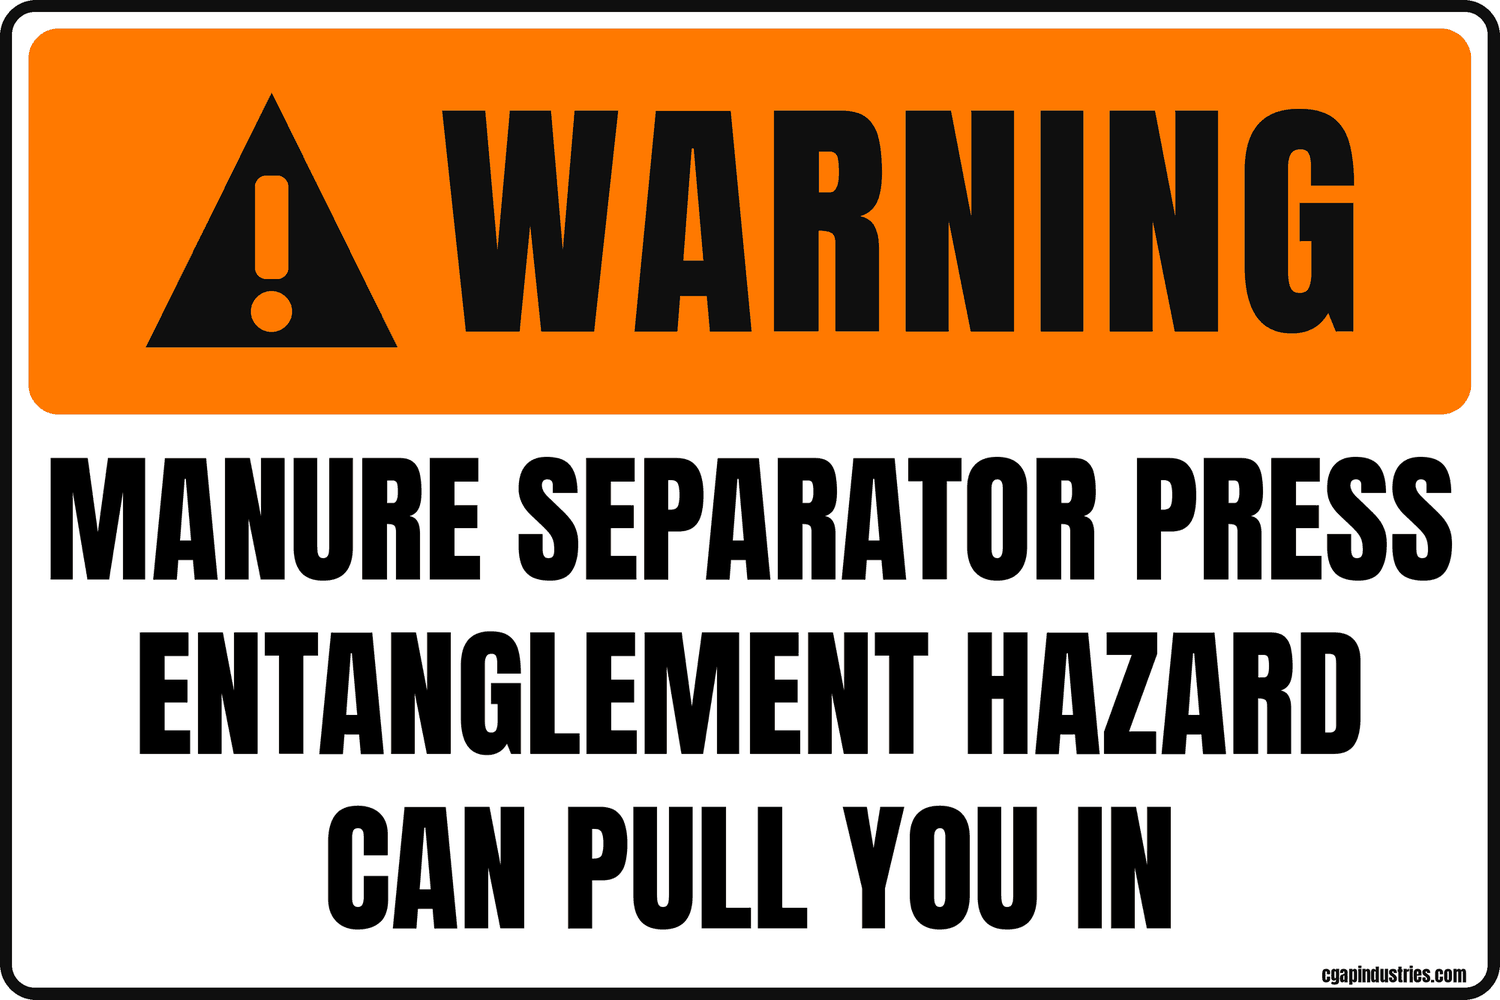 WARNING
MANURE SEPARATOR PRESS
ENTANGLEMENT HAZARD
CAN PULL YOU IN
cgapindustries.com